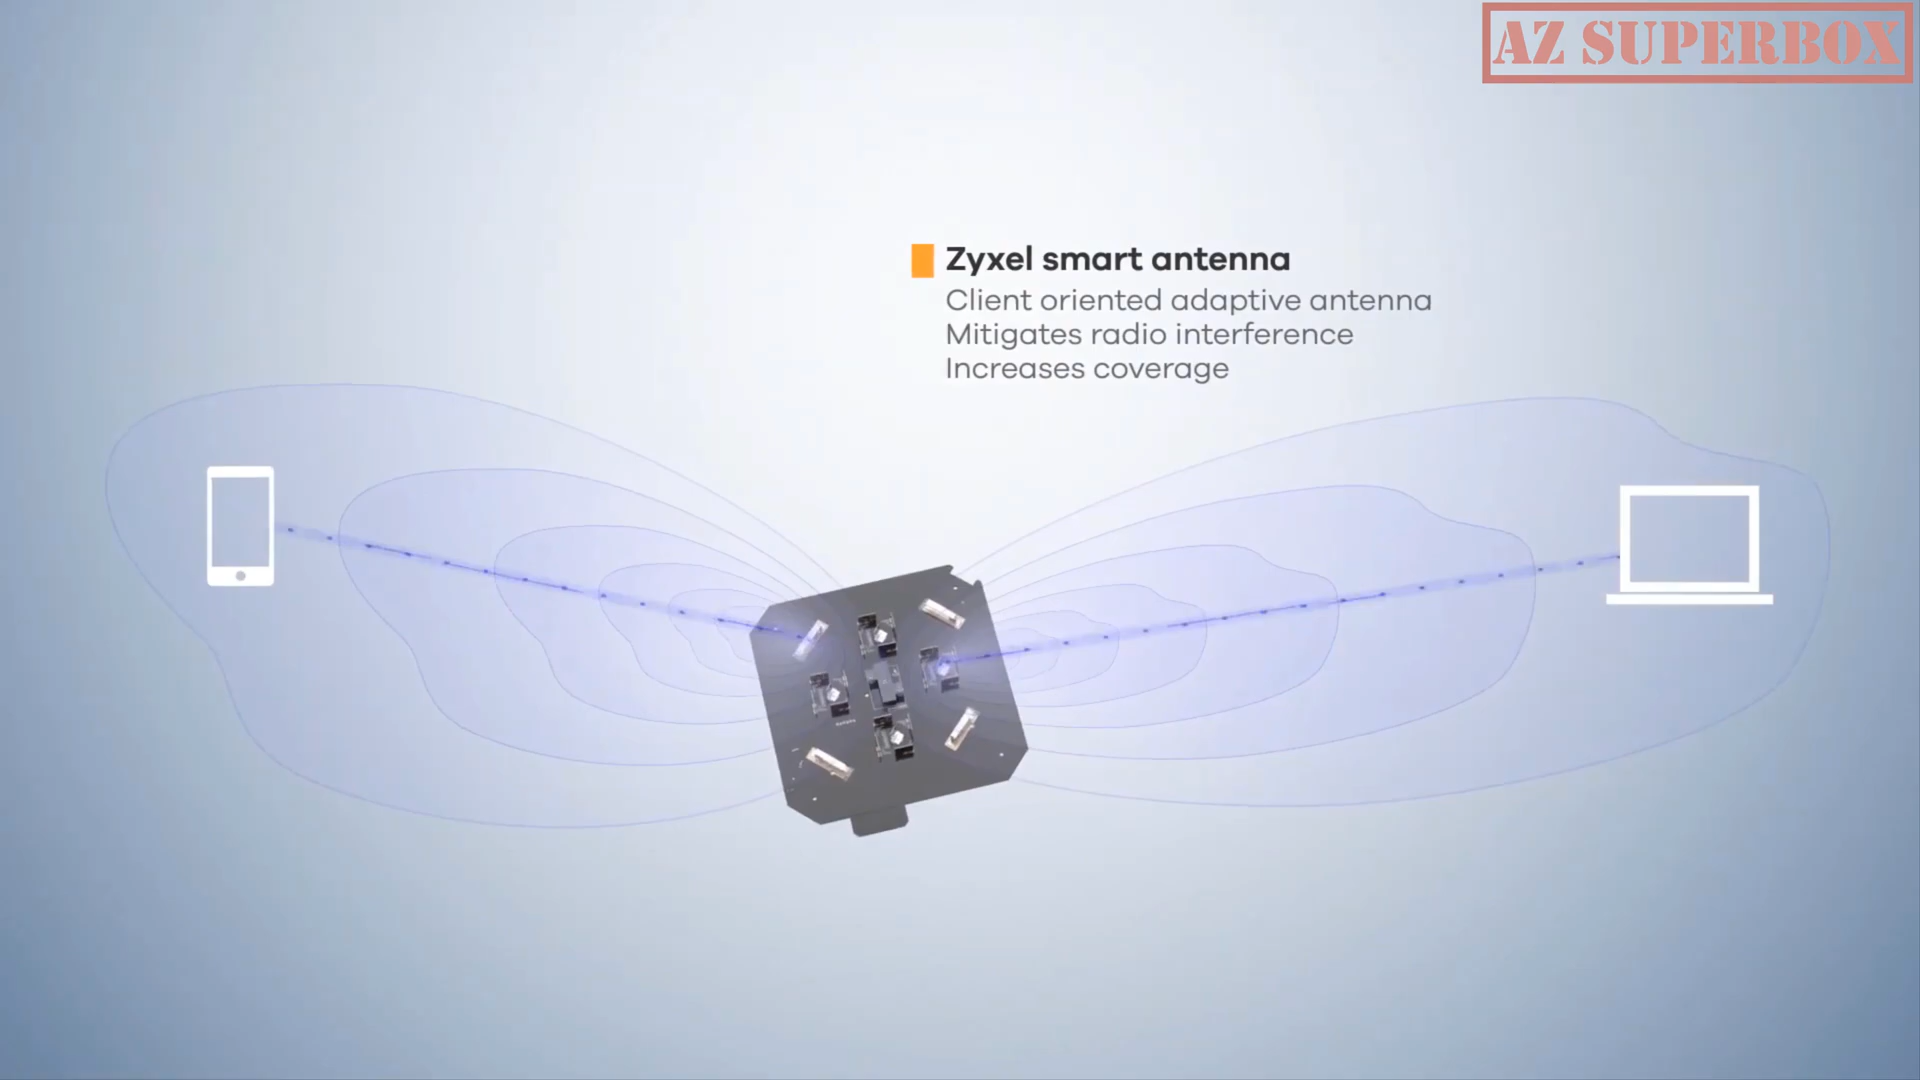 AZ SUPERBOX
Zyxel smart antenna
Client oriented adaptive antenna
Mitigates radio interference
Increases coverage